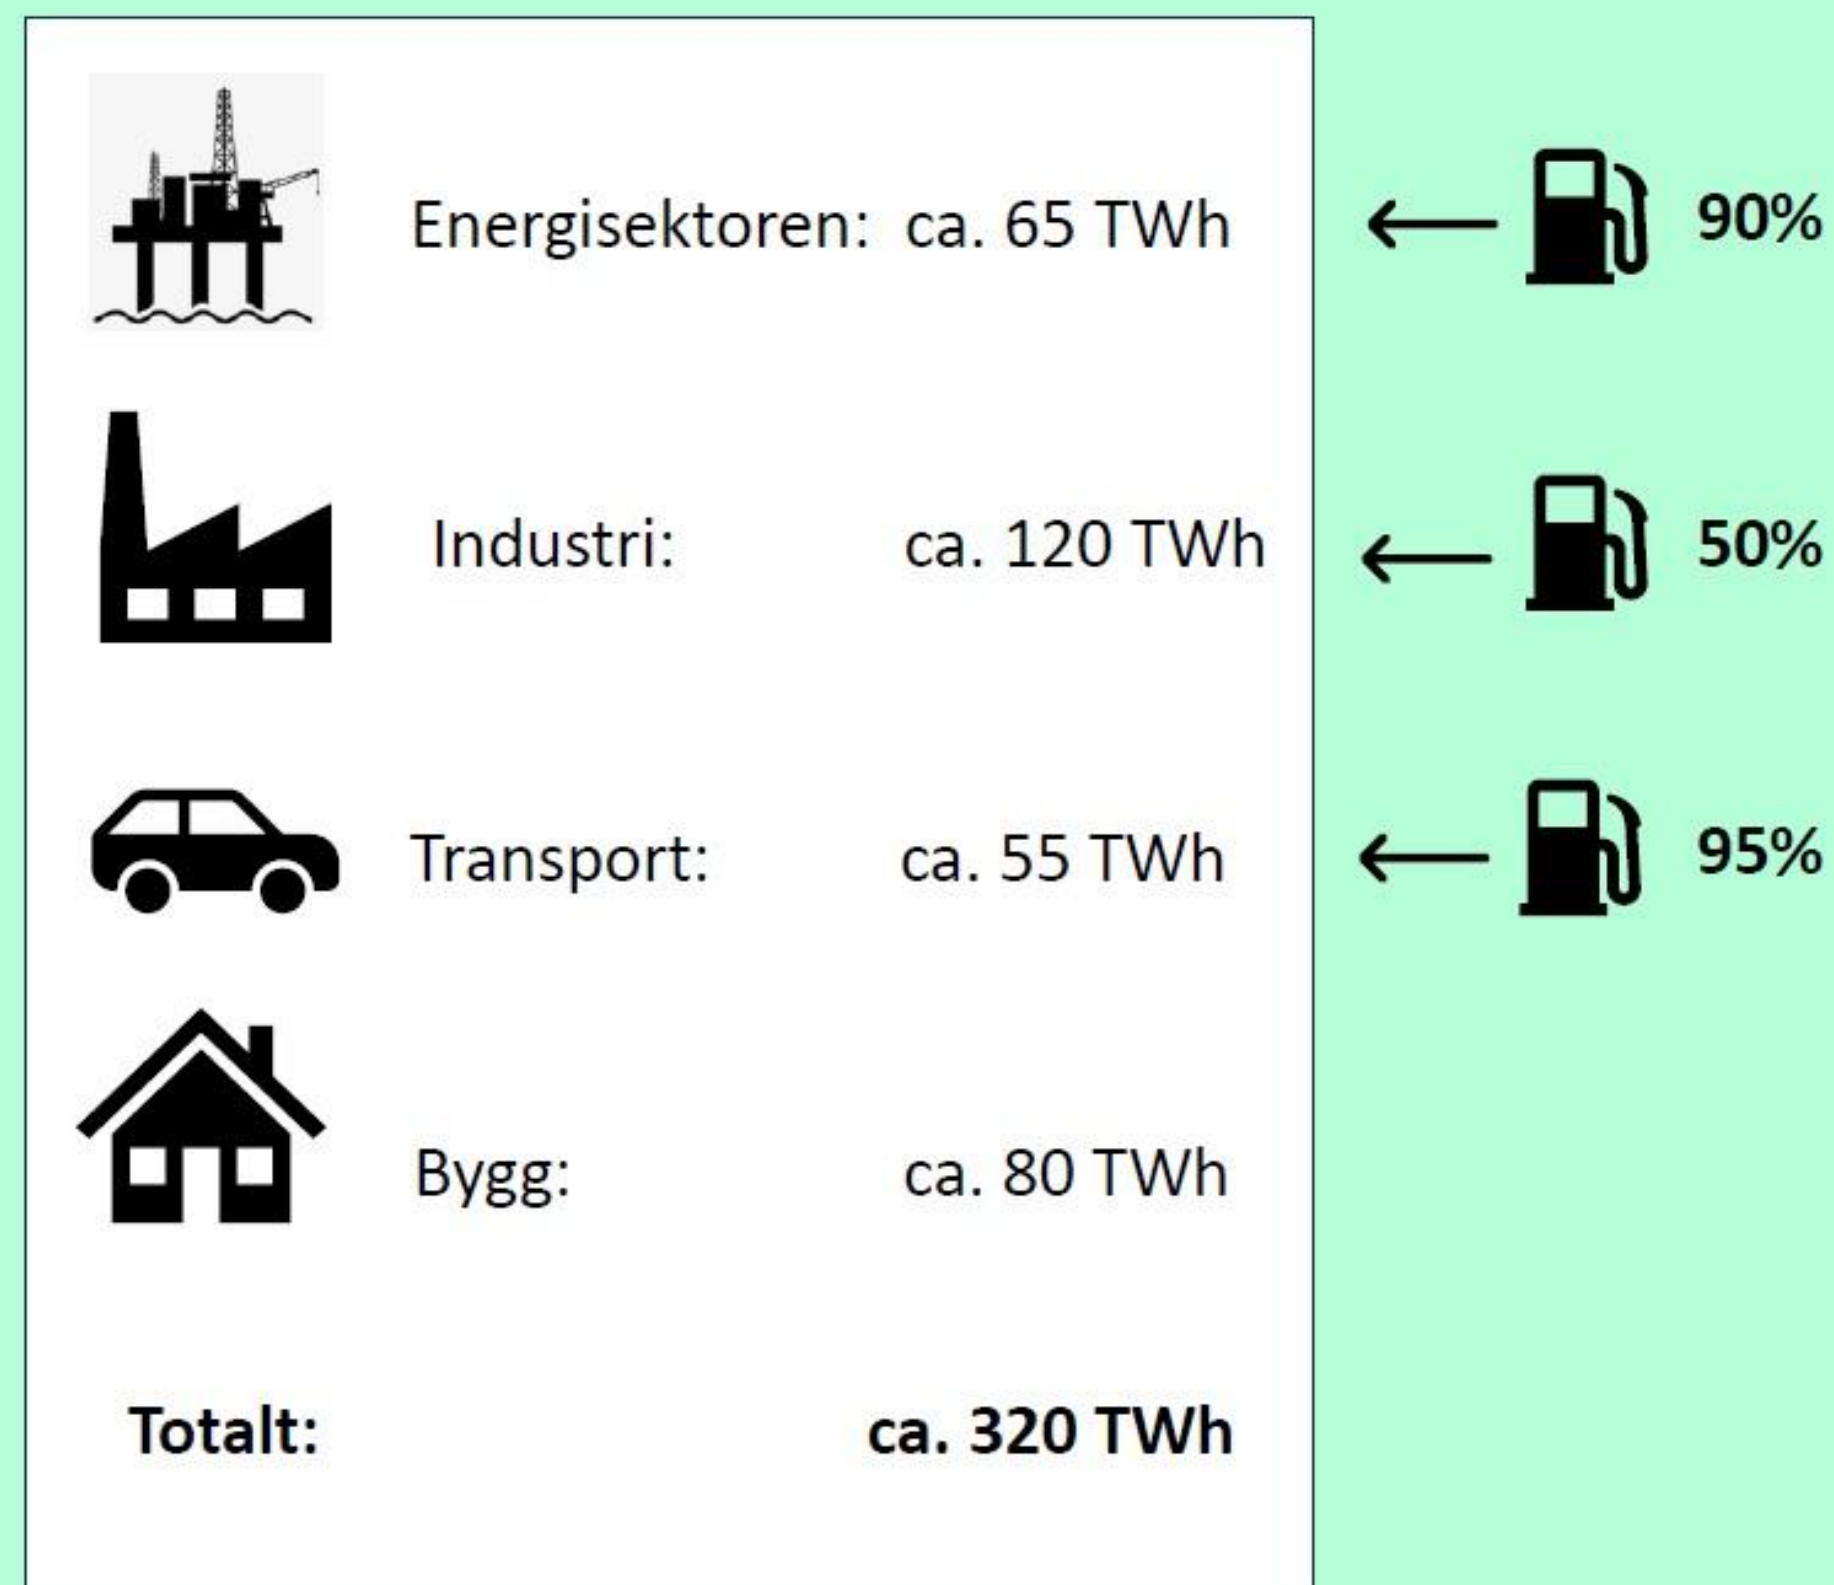 Energisektoren: ca. 65 TWh 90%
Industri: ca. 120 TWh 50%
Transport: ca. 55 TWh 95%
Bygg: ca. 80 TWh
Totalt: ca. 320 TWh